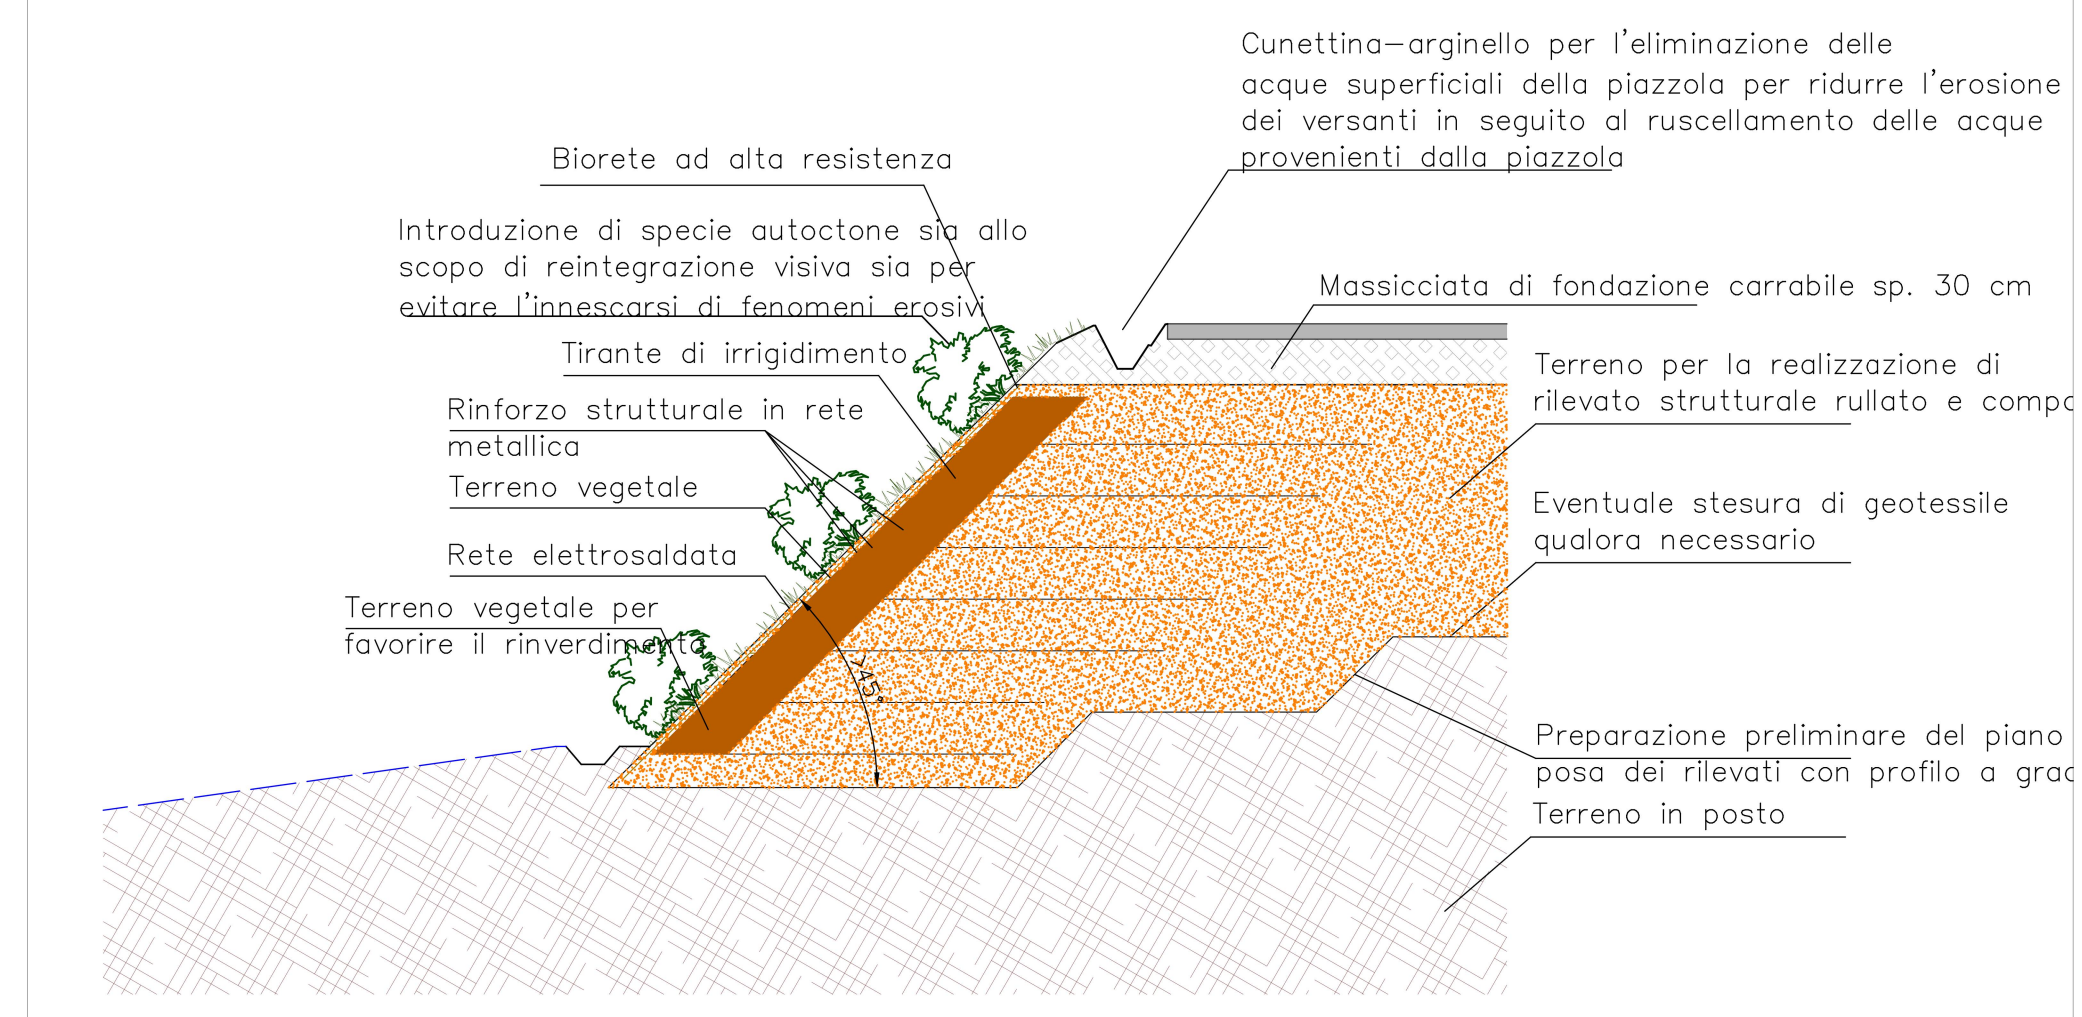 Cunettina-arginello per l'eliminazione delle
acque superficiali della piazzola per ridurre l'erosione
dei versanti in seguito al ruscellamento delle acque
provenienti dalla piazzola
Biorete ad alta resistenza
Introduzione di specie autoctone sia allo
scopo di reintegrazione visiva sia per
evitare l'innescarsi di fenomeni erosivi
Massicciata di fondazione carrabile sp. 30 cm
Tirante di irrigidimento
Terreno per la realizzazione di
rilevato strutturale rullato e
Rinforzo strutturale in rete
metallica
Terreno vegetale
Eventuale stesura di geotessile
qualora necessario
Rete elettrosaldata
Terreno vegetale per
favorire il rinverdimento
>45°
Preparazione preliminare del piano
posa dei rilevati con profilo a
Terreno in posto